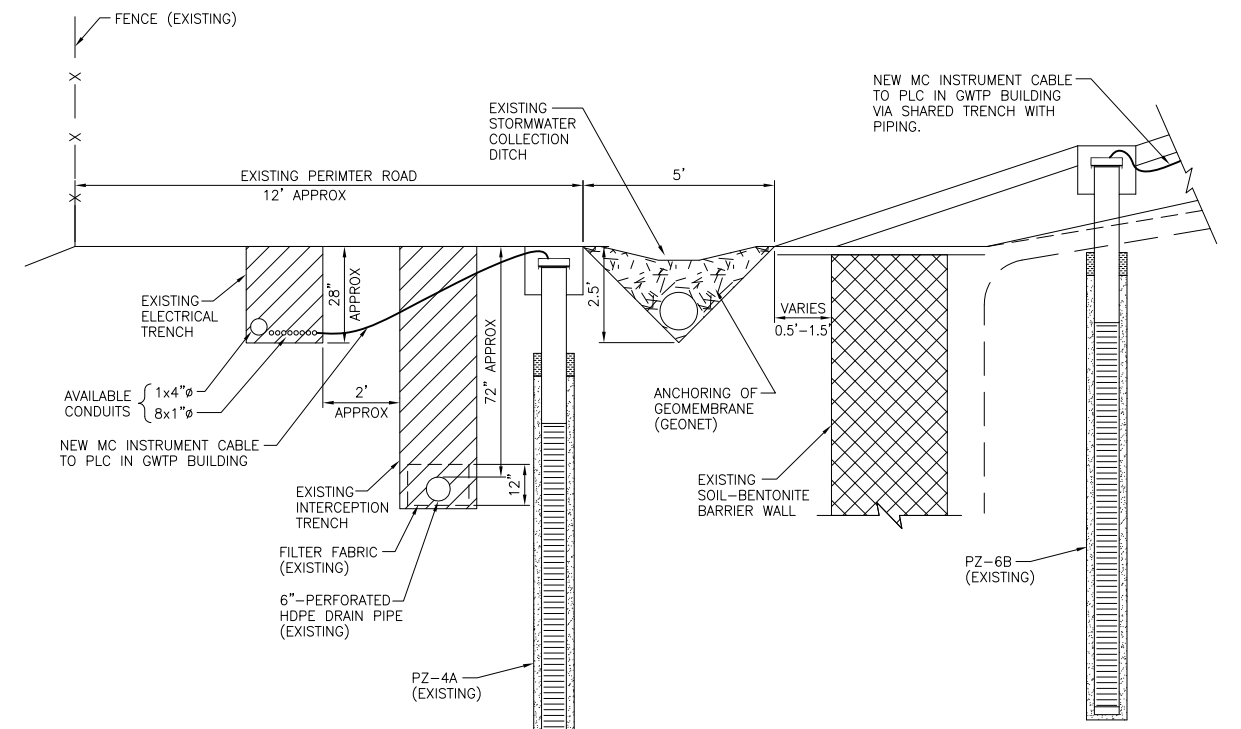 FENCE (EXISTING)
X
X
X
NEW MC INSTRUMENT CABLE
TO PLC IN GWTP BUILDING
VIA SHARED TRENCH WITH
PIPING.
EXISTING
STORMWATER
COLLECTION
DITCH
EXISTING PERIMTER ROAD
12' APPROX
5'
EXISTING
ELECTRICAL
TRENCH
28"
APPROX
2.5'
VARIES
0.5'-1.5'
72" APPROX
AVAILABLE
CONDUITS
1x4"ø
8x1"ø
2'
APPROX
ANCHORING OF
GEOMEMBRANE
(GEONET)
NEW MC INSTRUMENT CABLE
TO PLC IN GWTP BUILDING
12"
EXISTING
INTERCEPTION
TRENCH
EXISTING
SOIL-BENTONITE
BARRIER WALL
FILTER FABRIC
(EXISTING)
PZ-6B
(EXISTING)
6"-PERFORATED
HDPE DRAIN PIPE
(EXISTING)
PZ-4A
(EXISTING)